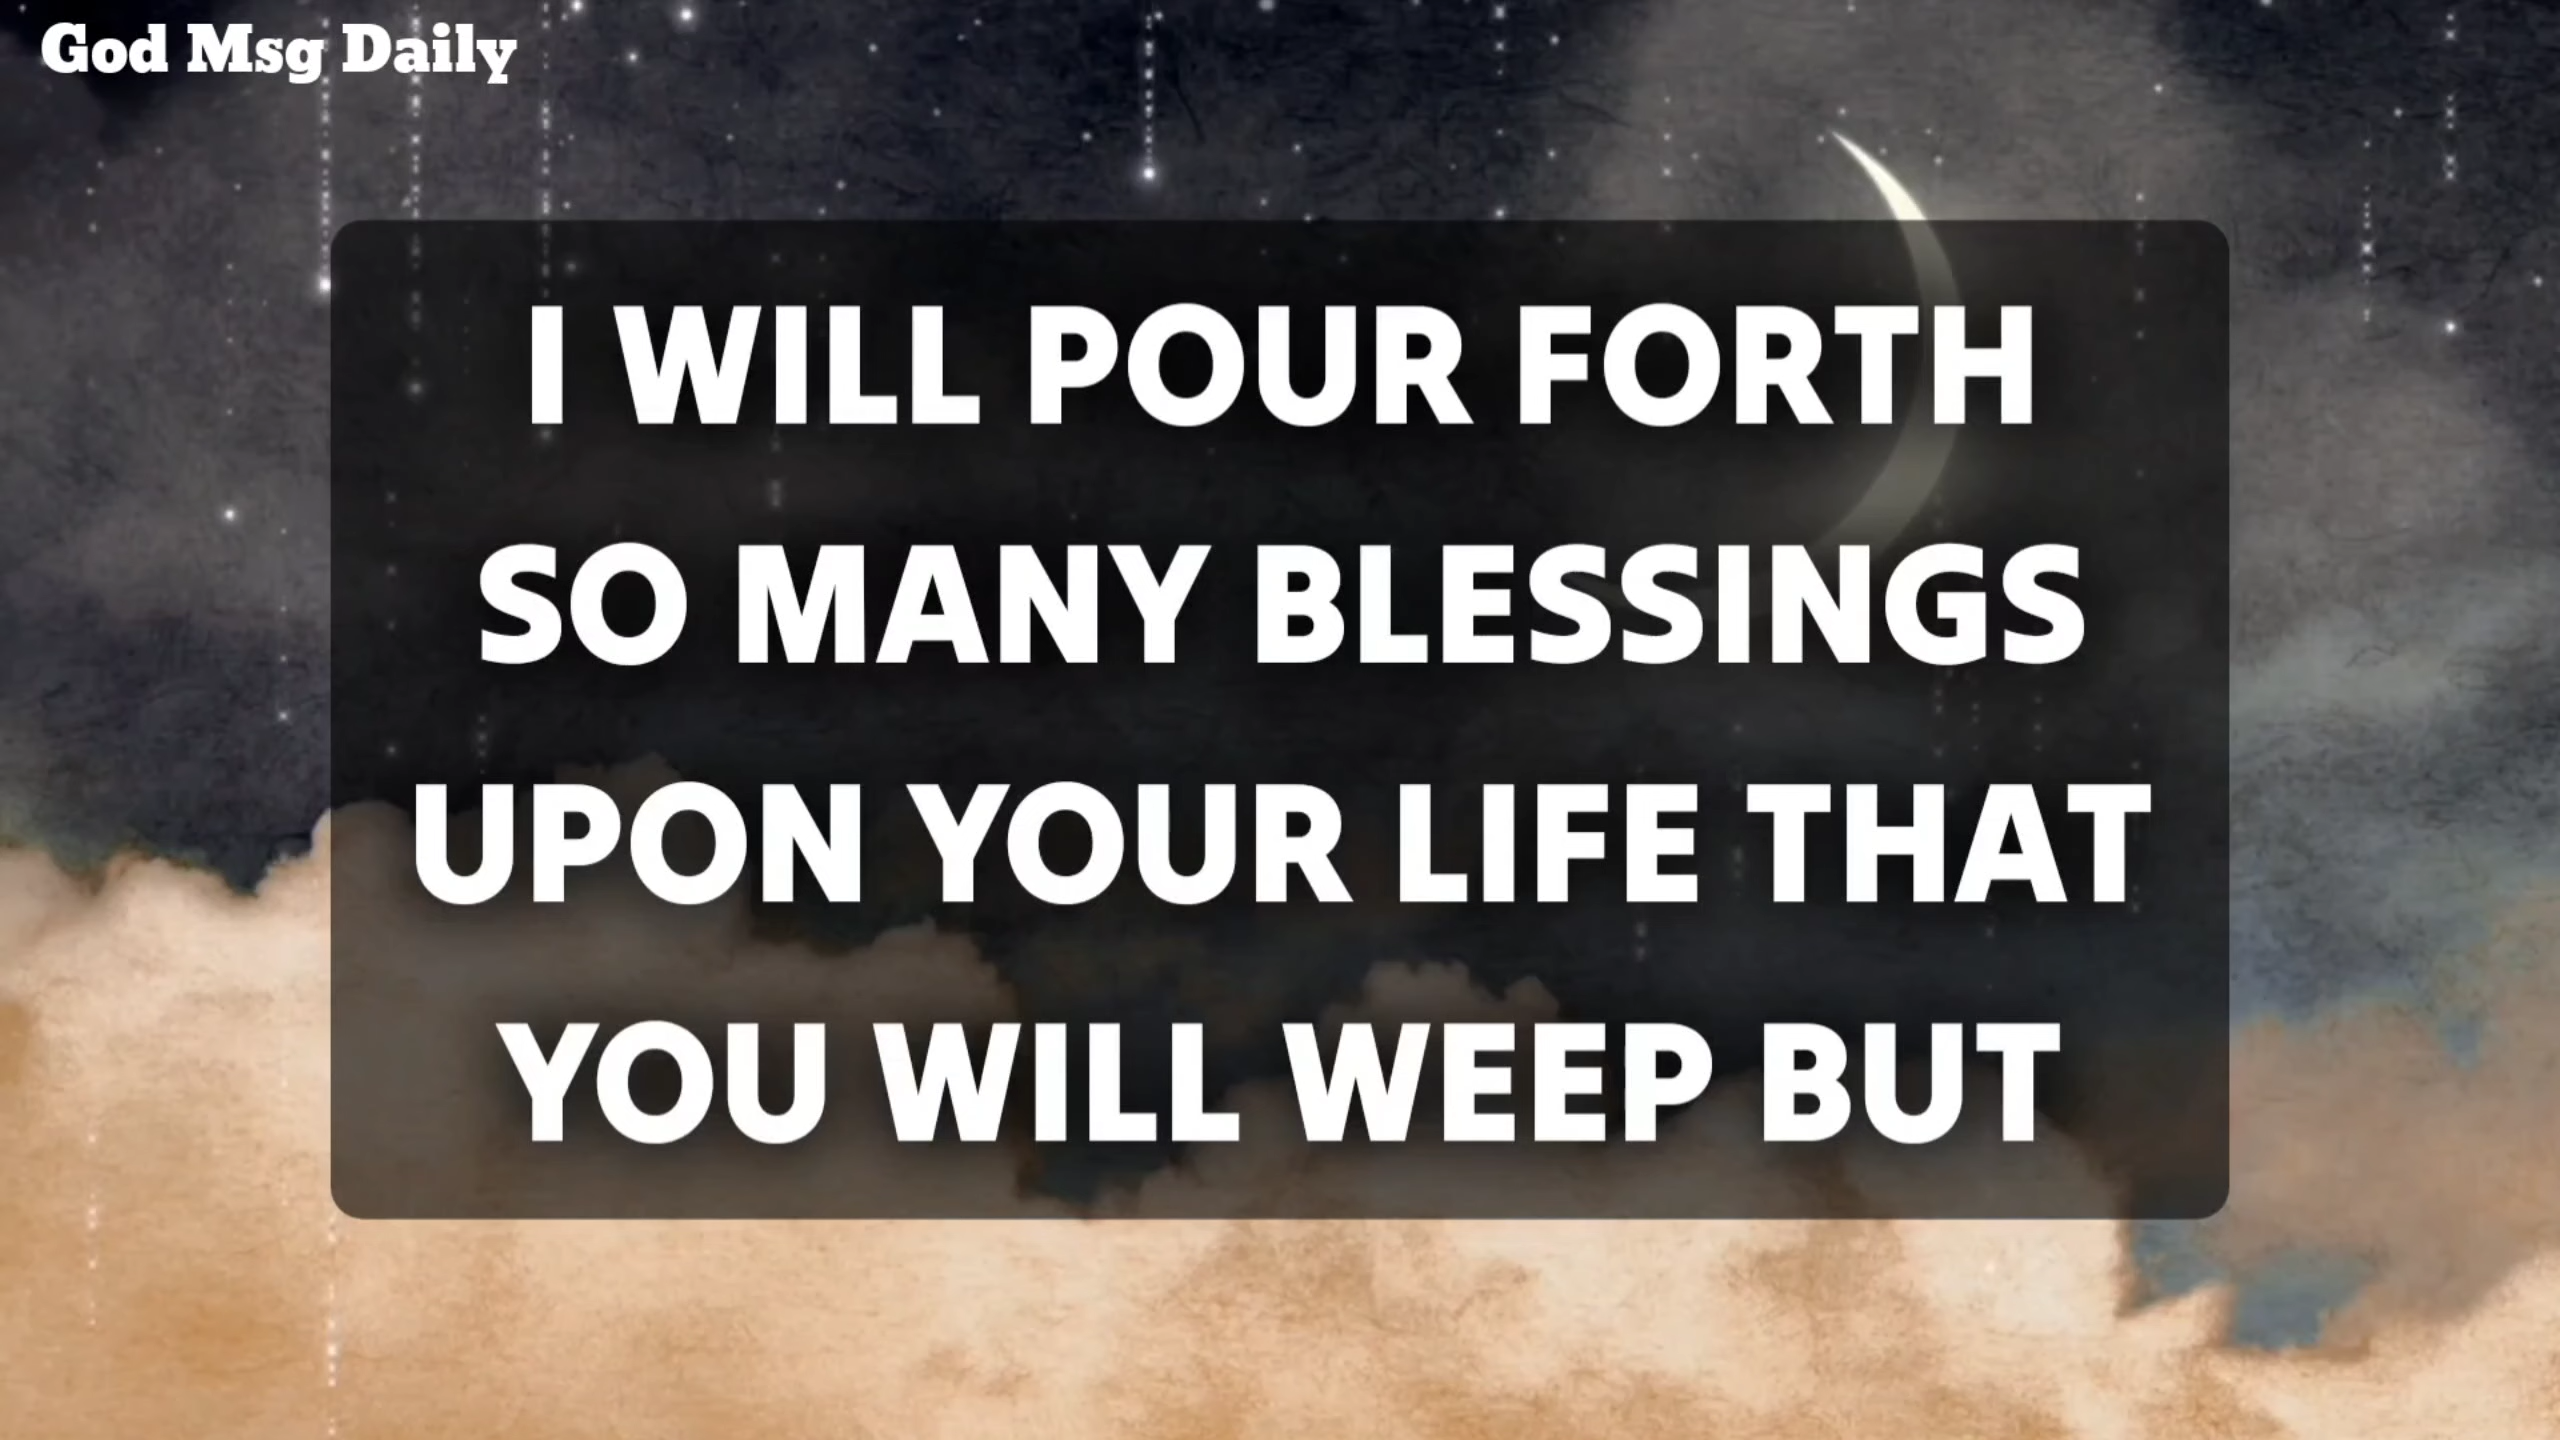 God Msg Daily
I WILL POUR FORTH
SO MANY BLESSINGS
UPON YOUR LIFE THAT
YOU WILL WEEP BUT